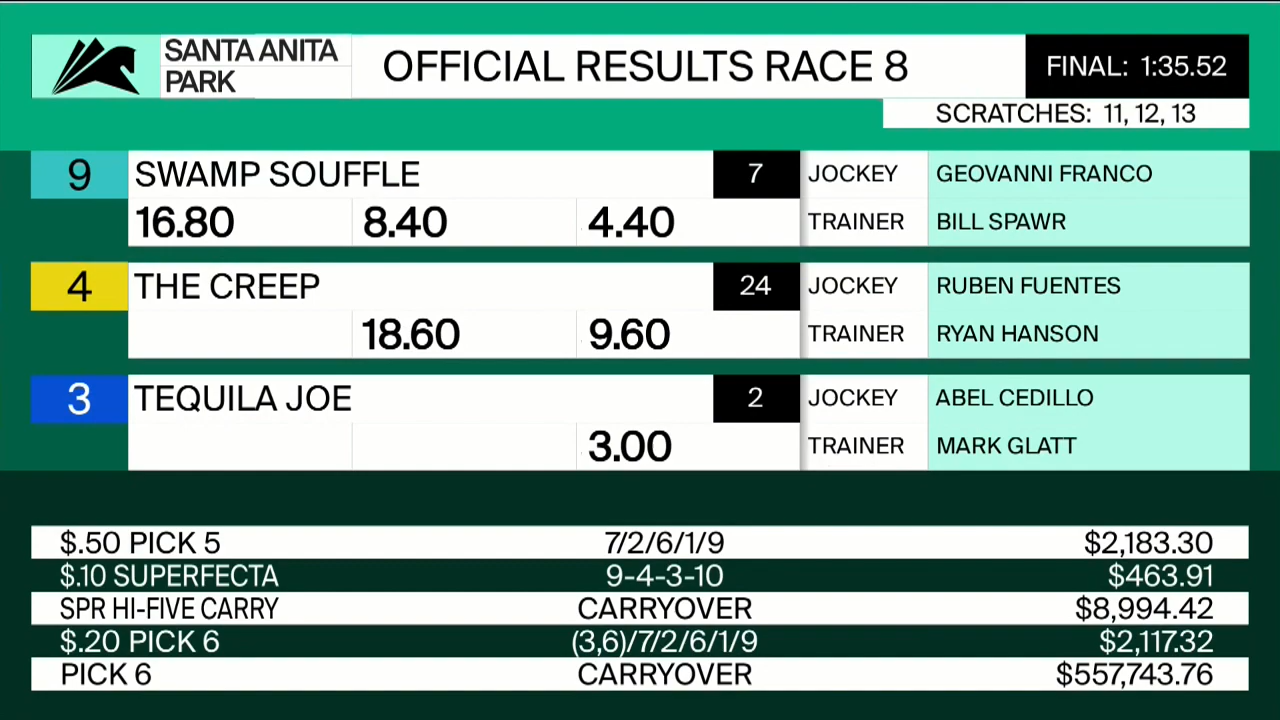 SANTA ANITA PARK
OFFICIAL RESULTS RACE 8
FINAL: 1:35.52
SCRATCHES: 11, 12, 13
9 SWAMP SOUFFLE 7 JOCKEY GEOVANNI FRANCO
16.80 8.40 4.40 TRAINER BILL SPAWR
4 THE CREEP 24 JOCKEY RUBEN FUENTES
18.60 9.60 TRAINER RYAN HANSON
3 TEQUILA JOE 2 JOCKEY ABEL CEDILLO
3.00 TRAINER MARK GLATT
$.50 PICK 5 7/2/6/1/9 $2,183.30
$.10 SUPERFECTA 9-4-3-10 $463.91
SPR HI-FIVE CARRY CARRYOVER $8,994.42
$.20 PICK 6 (3,6)/7/2/6/1/9 $2,117.32
PICK 6 CARRYOVER $557,743.76